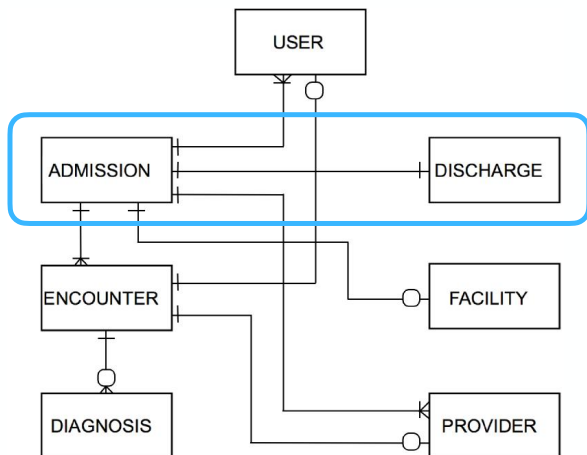 USER
ADMISSION
DISCHARGE
ENCOUNTER
FACILITY
DIAGNOSIS
PROVIDER